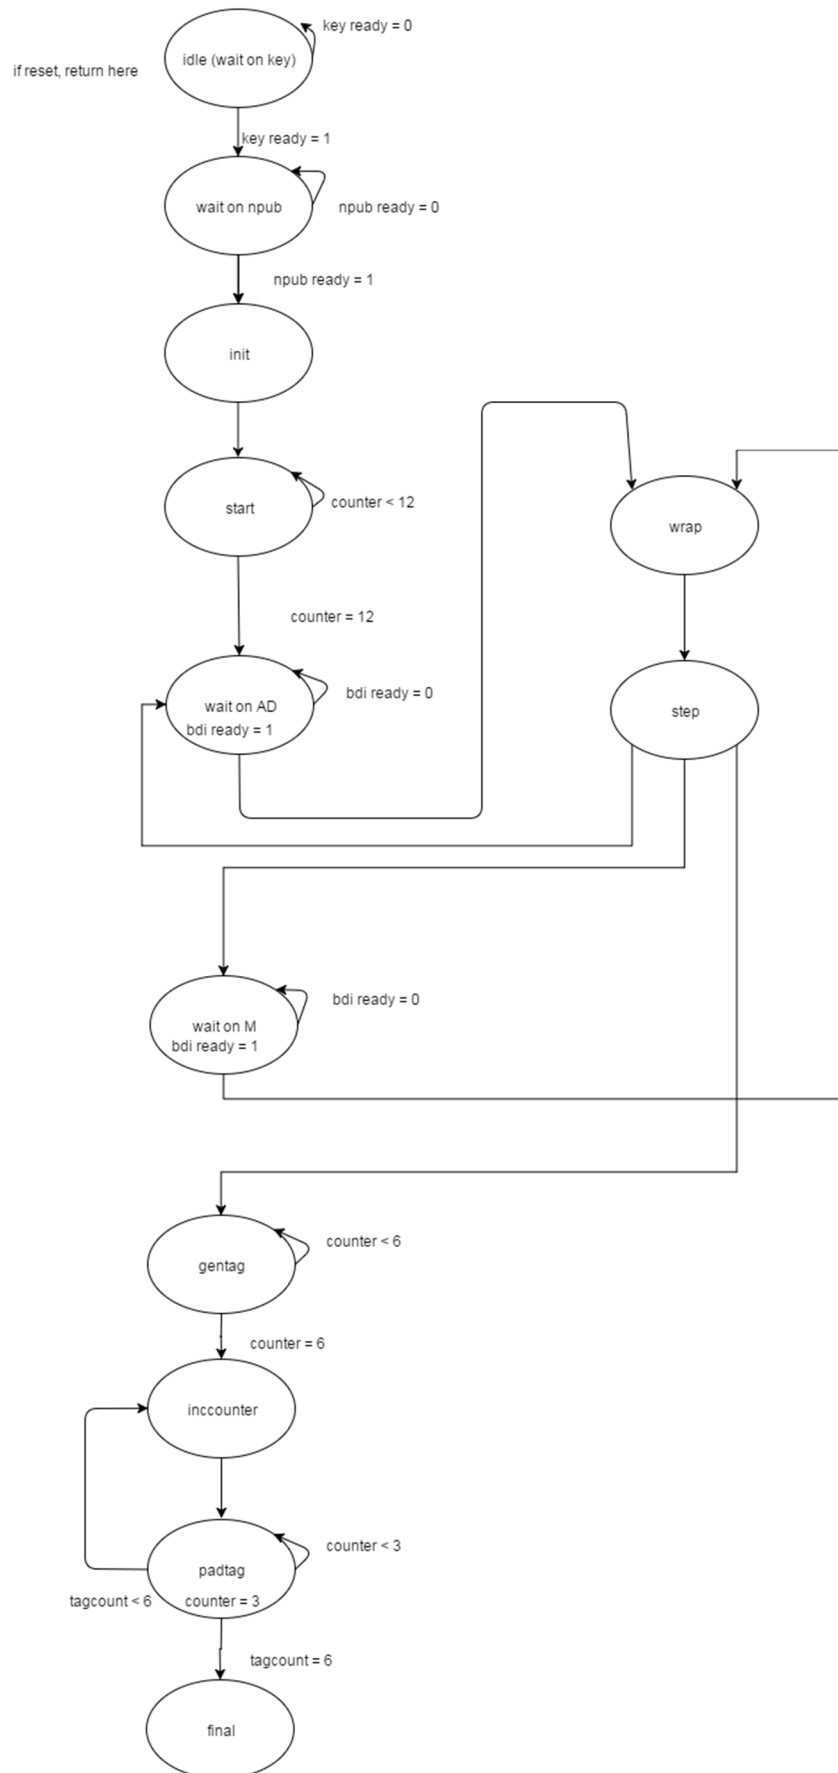 key ready = 0
idle (wait on key)
if reset, return here
key ready = 1
wait on npub
npub ready = 0
npub ready = 1
init
start
counter < 12
wrap
counter = 12
wait on AD
bdi ready = 0
bdi ready = 1
step
bdi ready = 0
wait on M
bdi ready = 1
counter < 6
gentag
counter = 6
inccounter
counter < 3
padtag
tagcount < 6
counter = 3
tagcount = 6
final